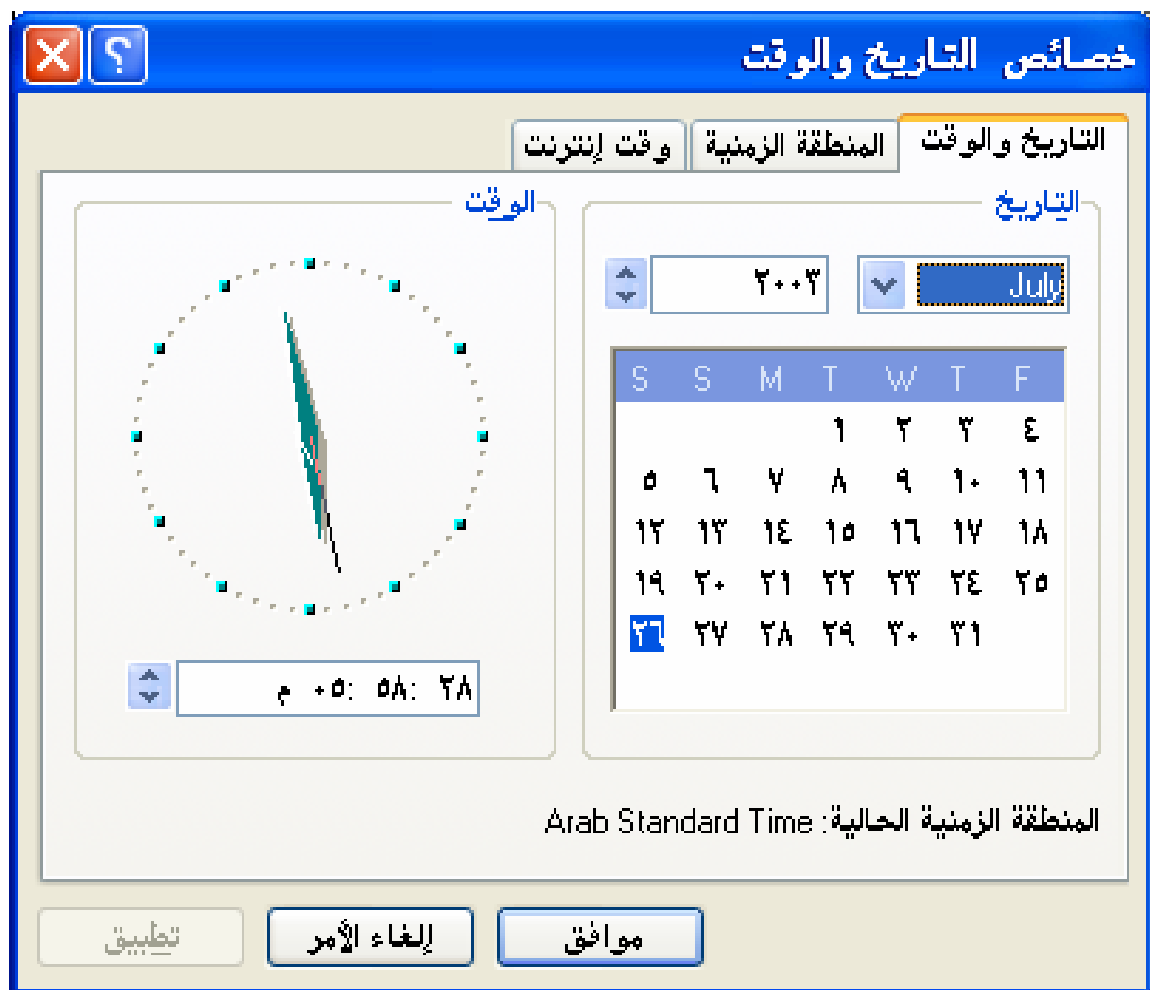 خصائص التاريخ والوقت
التاريخ والوقت المنطقة الزمنية وقت إنترنت
التاريخ
July ٢٠٠٣
S S M T W T F
١ ٢ ٣ ٤
٥ ٦ ٧ ٨ ٩ ١٠ ١١
١٢ ١٣ ١٤ ١٥ ١٦ ١٧ ١٨
١٩ ٢٠ ٢١ ٢٢ ٢٣ ٢٤ ٢٥
٢٦ ٢٧ ٢٨ ٢٩ ٣٠ ٣١
الوقت
٠٥: ٥٨: ٢٨ م
المنطقة الزمنية الحالية: Arab Standard Time
موافق إلغاء الأمر تطبيق